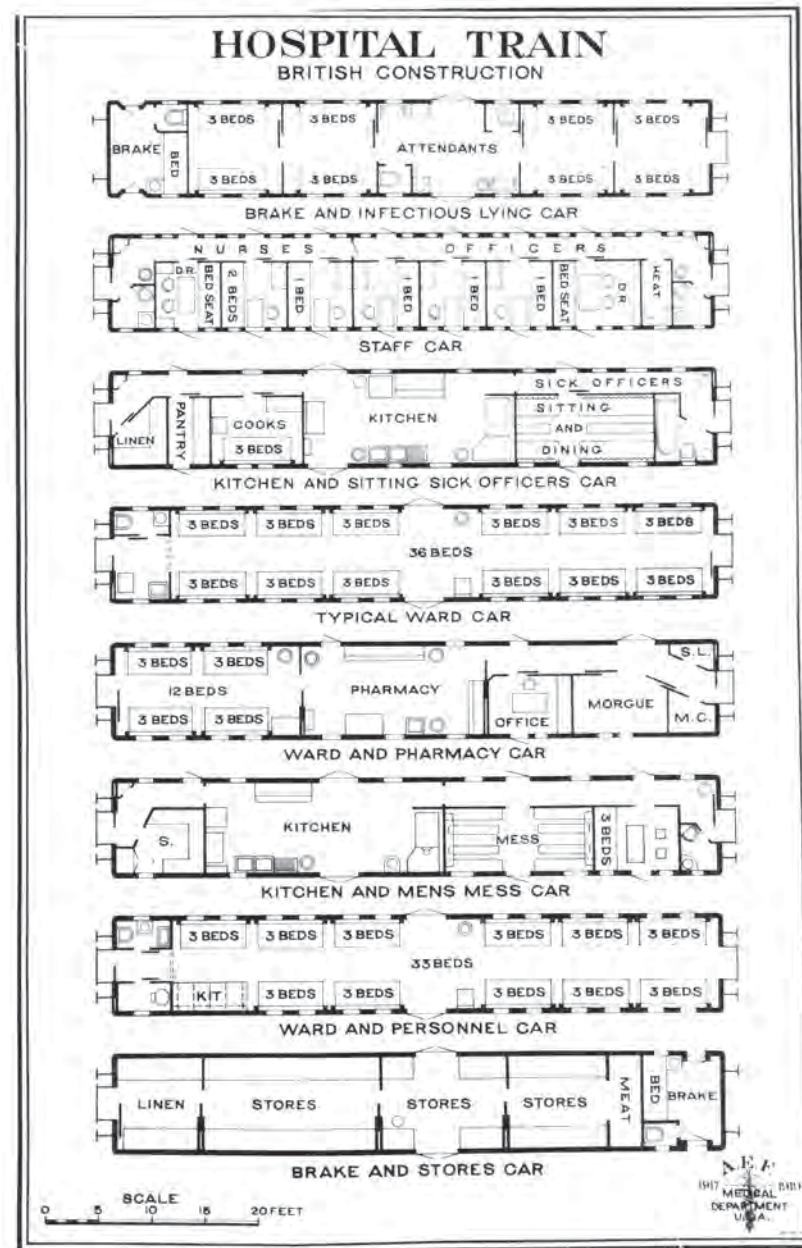 HOSPITAL TRAIN
BRITISH CONSTRUCTION
3 BEDS 3 BEDS 3 BEDS 3 BEDS
BRAKE ATTENDANTS
BED
3 BEDS 3 BEDS 3 BEDS 3 BEDS
BRAKE AND INFECTIOUS LYING CAR
NURSES OFFICERS
D.R. BED SEAT 2 BEDS 1 BED 1 BED 1 BED 1 BED BED SEAT D.R. HEAT
STAFF CAR
SICK OFFICERS
LINEN PANTRY COOKS KITCHEN SITTING
AND
3 BEDS DINING
KITCHEN AND SITTING SICK OFFICERS CAR
3 BEDS 3 BEDS 3 BEDS 3 BEDS 3 BEDS 3 BEDS
36 BEDS
3 BEDS 3 BEDS 3 BEDS 3 BEDS 3 BEDS 3 BEDS
TYPICAL WARD CAR
3 BEDS 3 BEDS S.L.
12 BEDS PHARMACY MORGUE
3 BEDS 3 BEDS OFFICE M.C.
WARD AND PHARMACY CAR
S. KITCHEN MESS 3 BEDS
KITCHEN AND MENS MESS CAR
3 BEDS 3 BEDS 3 BEDS 3 BEDS 3 BEDS 3 BEDS
33 BEDS
KIT 3 BEDS 3 BEDS 3 BEDS 3 BEDS 3 BEDS
WARD AND PERSONNEL CAR
LINEN STORES STORES STORES MEAT BED BRAKE
BRAKE AND STORES CAR
SCALE
0 5 10 15 20 FEET
A.E.F.
1917
MEDICAL
DEPARTMENT